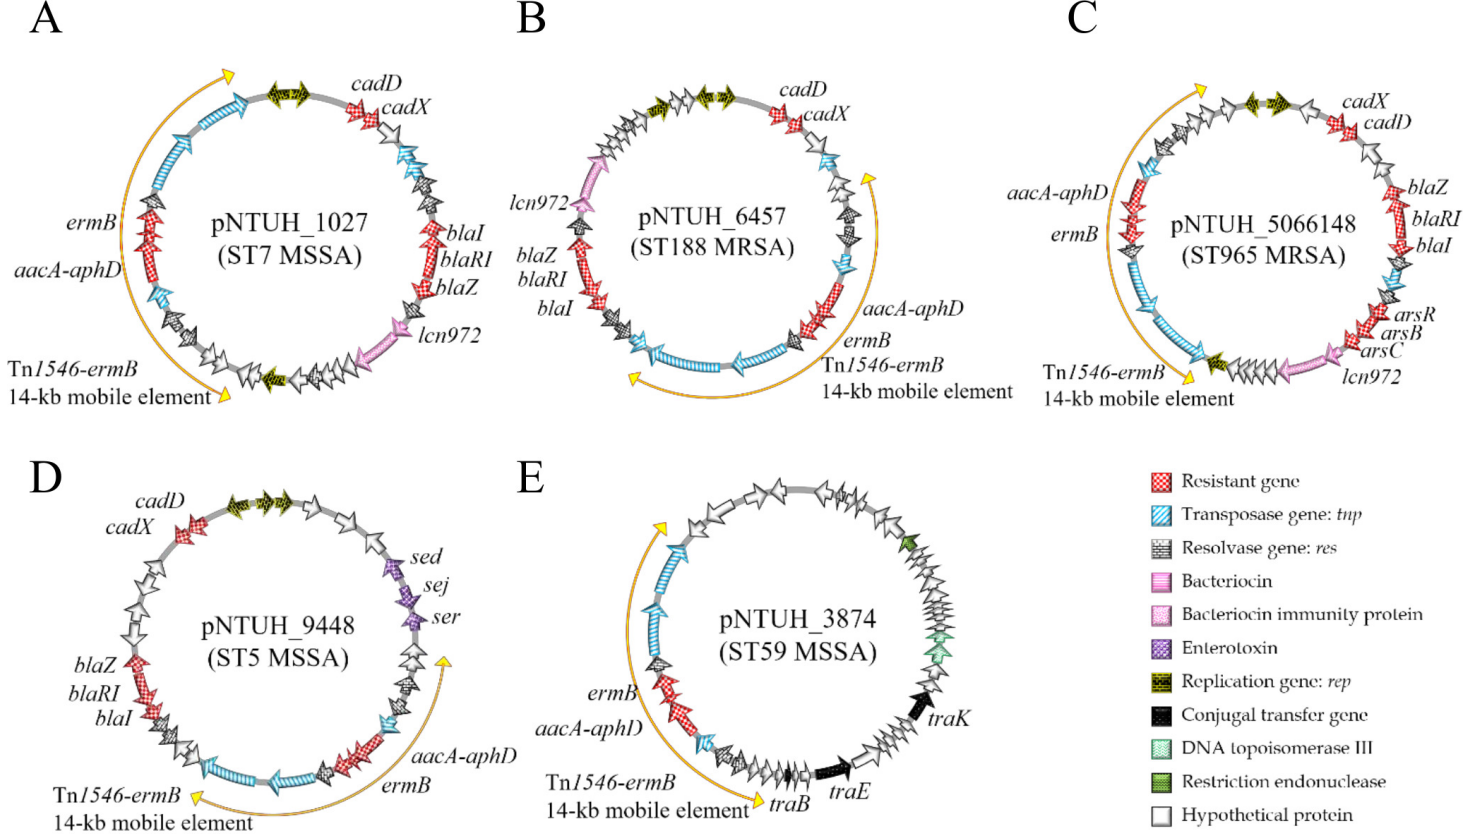 A
cadD
cadX
ermB
aacA-aphD
pNTUH_1027
(ST7 MSSA)
blaI
blaRI
blaZ
lcn972
Tn1546-ermB
14-kb mobile element
B
cadD
cadX
lcn972
pNTUH_6457
(ST188 MRSA)
blaZ
blaRI
blaI
aacA-aphD
ermB
Tn1546-ermB
14-kb mobile element
C
cadX
cadD
aacA-aphD
ermB
pNTUH_5066148
(ST965 MRSA)
blaZ
blaRI
blaI
arsR
arsB
arsC
lcn972
Tn1546-ermB
14-kb mobile element
D
cadD
cadX
sed
sej
ser
pNTUH_9448
(ST5 MSSA)
blaZ
blaRI
blaI
aacA-aphD
ermB
Tn1546-ermB
14-kb mobile element
E
pNTUH_3874
(ST59 MSSA)
ermB
aacA-aphD
traK
traE
traB
Tn1546-ermB
14-kb mobile element
Resistant gene
Transposase gene: tnp
Resolvase gene: res
Bacteriocin
Bacteriocin immunity protein
Enterotoxin
Replication gene: rep
Conjugal transfer gene
DNA topoisomerase III
Restriction endonuclease
Hypothetical protein